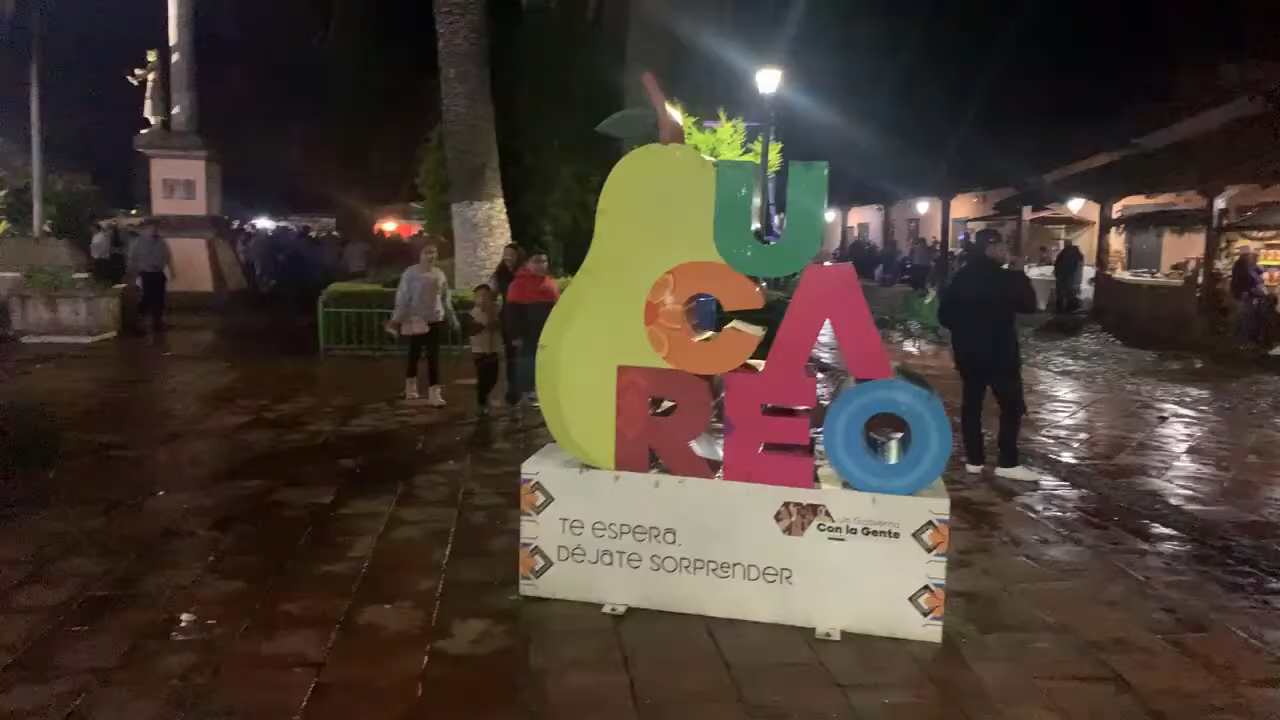 U
CA
REO
Te espera,
déjate sorprender
Un Gobierno
Con la Gente